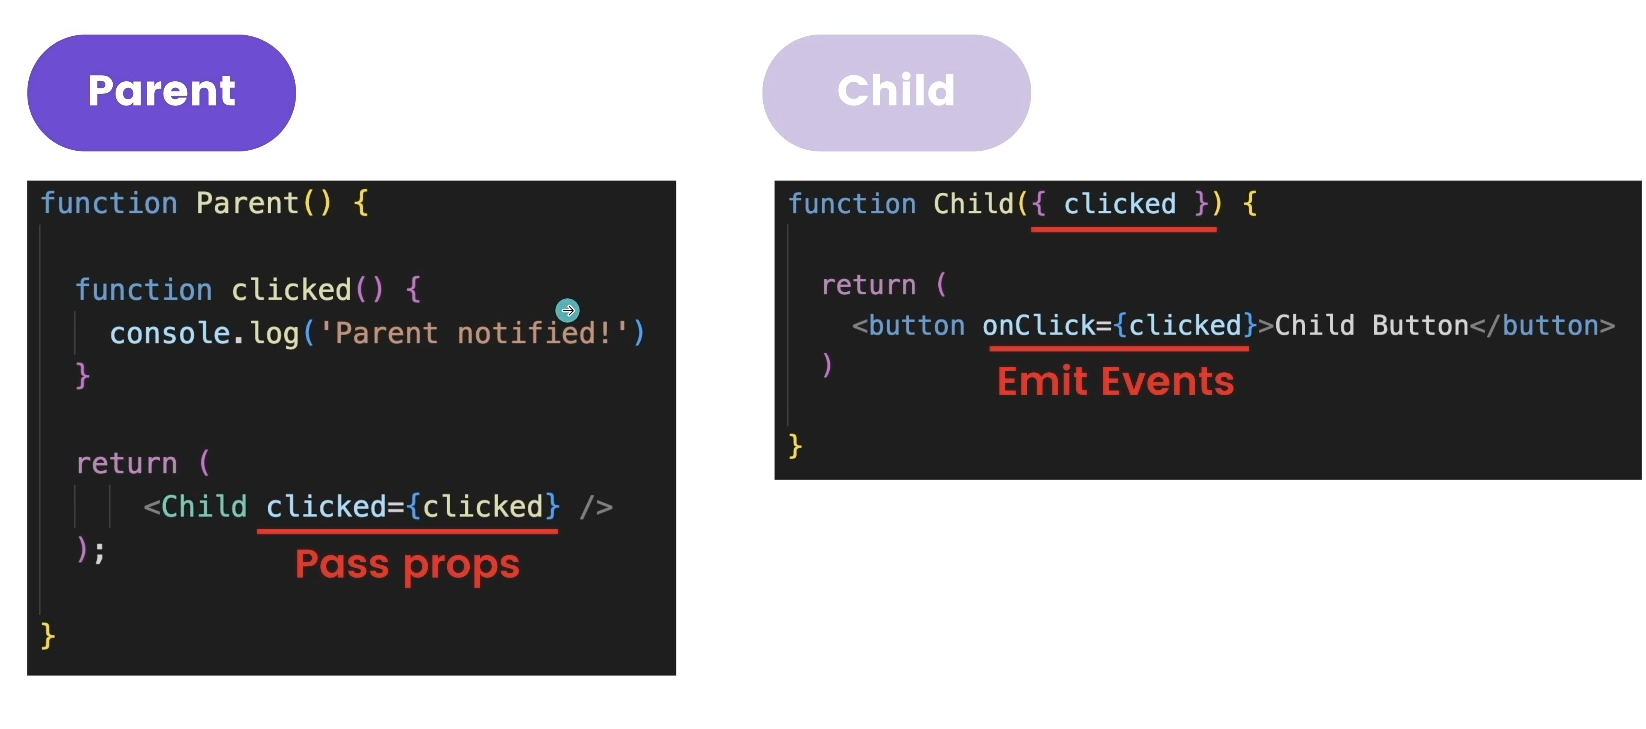 Parent
function Parent() {
function clicked() {
console.log('Parent notified!')
}
return (
<Child clicked={clicked} />
Pass props
);
}
Child
function Child({ clicked }) {
return (
<button onClick={clicked}>Child Button</button>
Emit Events
)
}